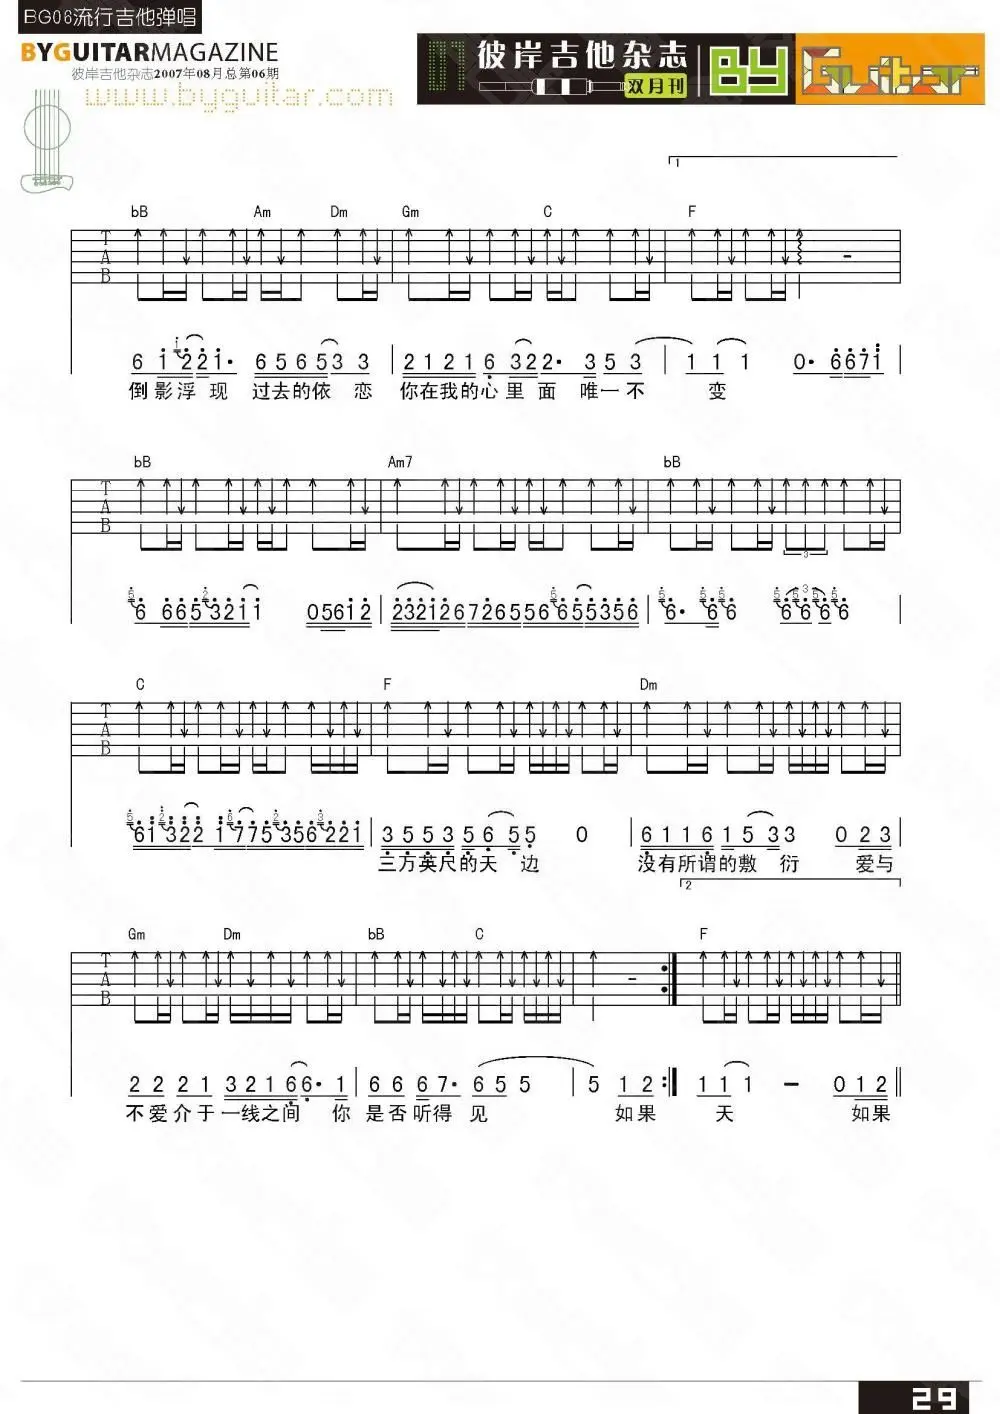 BG06流行吉他弹唱
BYGUITARMAGAZINE
彼岸吉他杂志2007年08月总第06期
www.byguitar.com
01 彼岸吉他杂志 双月刊 BY Guitar
1
bB Am Dm Gm C F
T
A
B
6 1 2 2 1· 6 5 6 5 3 3 2 1 2 1 6 3 2 2· 3 5 3 1 1 1 0· 6 6 7 1
倒影浮现 过去的依恋 你在我的心里面 唯一不变
bB Am7 bB
T
A
B
3
6 6 6 5 3 2 1 1 0 5 6 1 2 2 3 2 1 2 6 7 2 6 5 5 6 6 5 5 3 5 6 6· 6 6 6 6 6 6
C F Dm
T
A
B
6 1 3 2 2 1 7 7 5 3 5 6 2 2 1 3 5 5 3 5 6 5 5 0 6 1 1 6 1 5 3 3 0 2 3
三方英尺的天边 没有所谓的敷衍 爱与
2
Gm Dm bB C F
T
A
B
2 2 2 1 3 2 1 6 6· 1 6 6 6 7· 6 5 5 5 1 2 1 1 1 — 0 1 2
不爱介于一线之间 你是否听得见 如果 天 如果
29